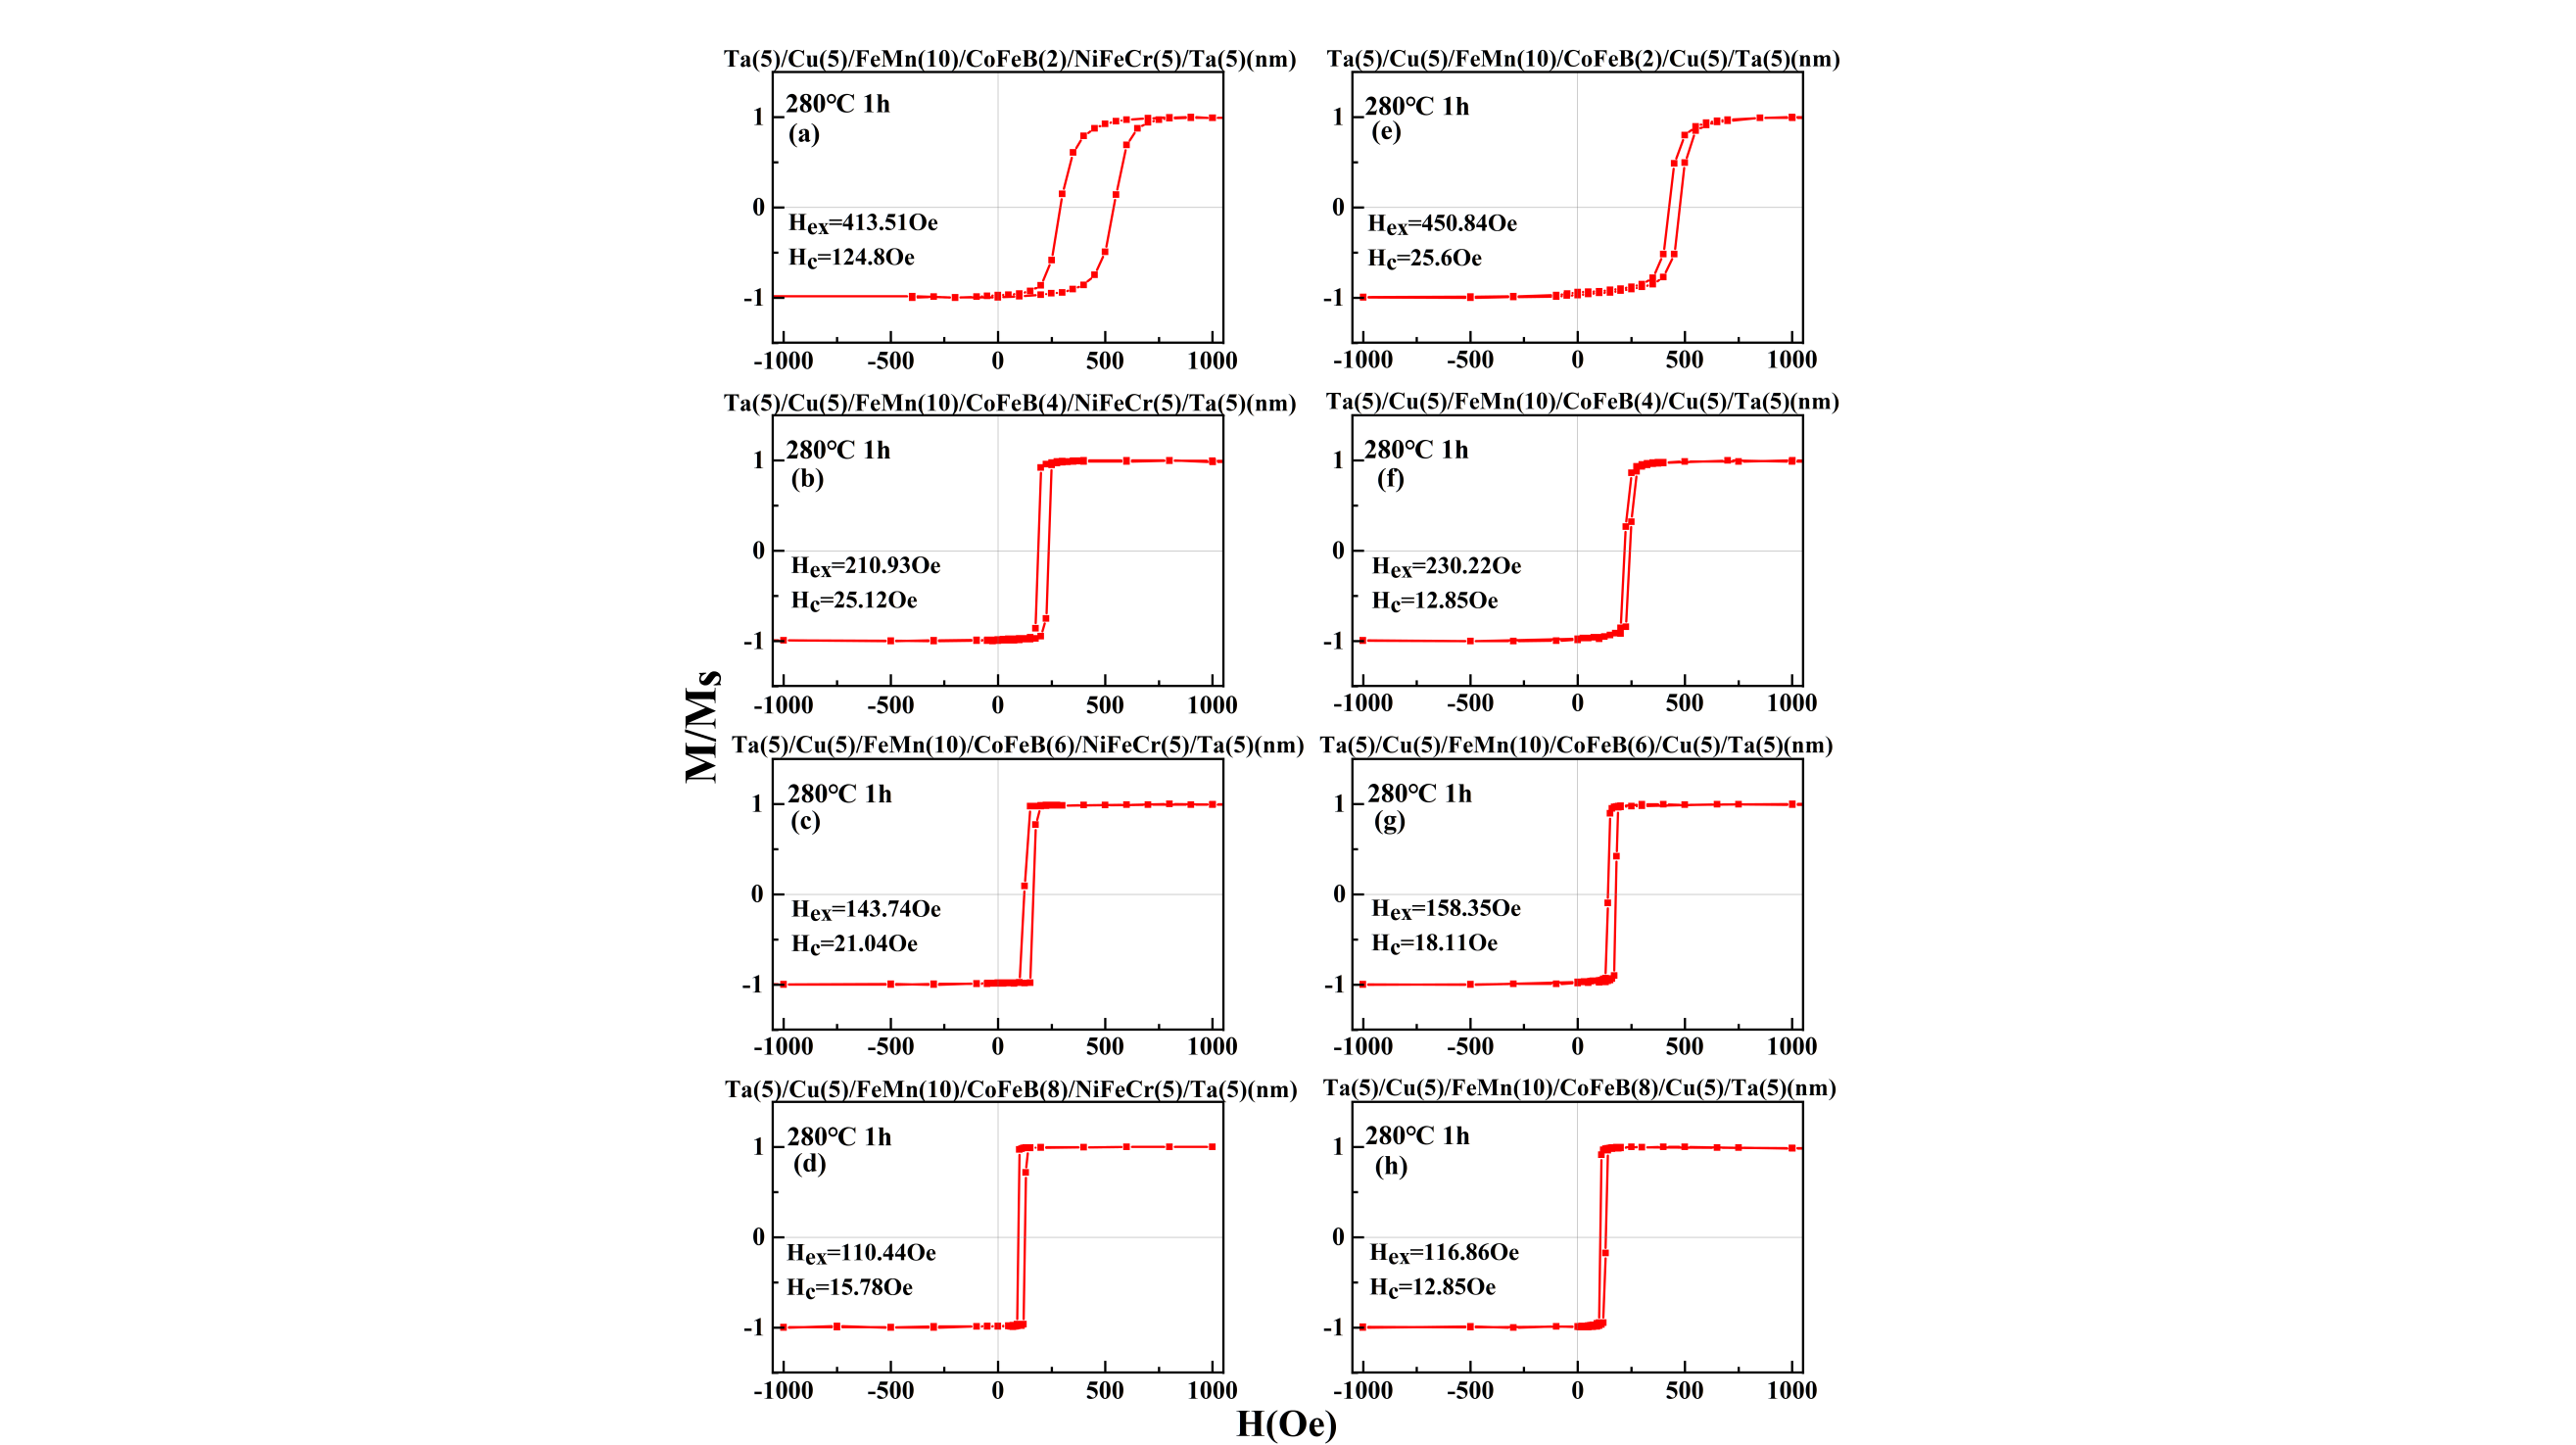 Ta(5)/Cu(5)/FeMn(10)/CoFeB(2)/NiFeCr(5)/Ta(5)(nm)
280℃ 1h
(a)
1
0
-1
Hex=413.51Oe
Hc=124.8Oe
-1000 -500 0 500 1000
Ta(5)/Cu(5)/FeMn(10)/CoFeB(2)/Cu(5)/Ta(5)(nm)
280℃ 1h
(e)
1
0
-1
Hex=450.84Oe
Hc=25.6Oe
-1000 -500 0 500 1000
Ta(5)/Cu(5)/FeMn(10)/CoFeB(4)/NiFeCr(5)/Ta(5)(nm)
280℃ 1h
(b)
1
0
-1
Hex=210.93Oe
Hc=25.12Oe
-1000 -500 0 500 1000
Ta(5)/Cu(5)/FeMn(10)/CoFeB(4)/Cu(5)/Ta(5)(nm)
280℃ 1h
(f)
1
0
-1
Hex=230.22Oe
Hc=12.85Oe
-1000 -500 0 500 1000
M/Ms
Ta(5)/Cu(5)/FeMn(10)/CoFeB(6)/NiFeCr(5)/Ta(5)(nm)
280℃ 1h
(c)
1
0
-1
Hex=143.74Oe
Hc=21.04Oe
-1000 -500 0 500 1000
Ta(5)/Cu(5)/FeMn(10)/CoFeB(6)/Cu(5)/Ta(5)(nm)
280℃ 1h
(g)
1
0
-1
Hex=158.35Oe
Hc=18.11Oe
-1000 -500 0 500 1000
Ta(5)/Cu(5)/FeMn(10)/CoFeB(8)/NiFeCr(5)/Ta(5)(nm)
280℃ 1h
(d)
1
0
-1
Hex=110.44Oe
Hc=15.78Oe
-1000 -500 0 500 1000
Ta(5)/Cu(5)/FeMn(10)/CoFeB(8)/Cu(5)/Ta(5)(nm)
280℃ 1h
(h)
1
0
-1
Hex=116.86Oe
Hc=12.85Oe
-1000 -500 0 500 1000
H(Oe)